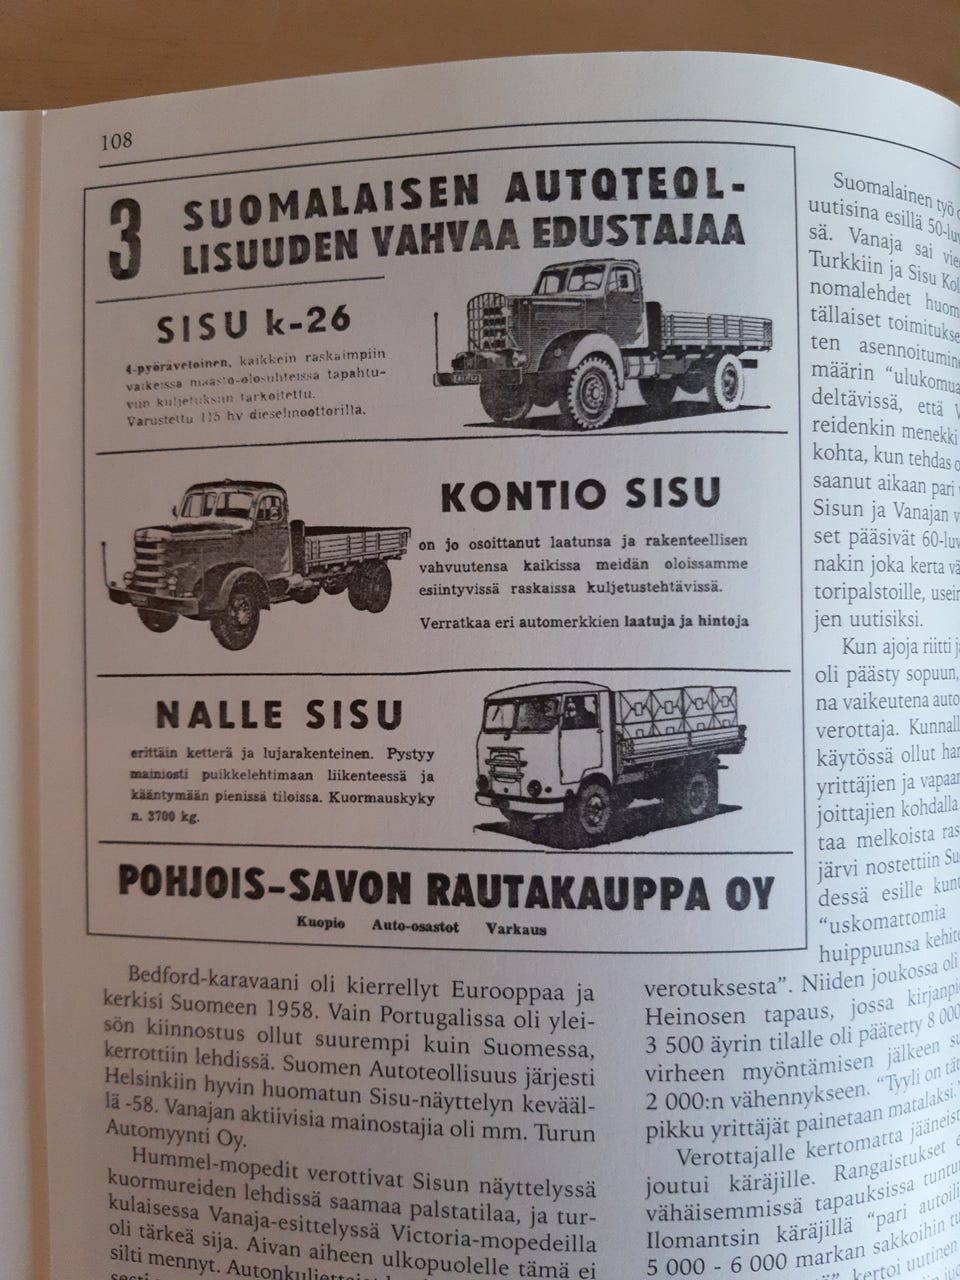 108
3 SUOMALAISEN AUTOTEOL-
LISUUDEN VAHVAA EDUSTAJAA
SISU k-26
4-pyörävetoinen, kaikkein raskaimpiin
vaikeissa maasto-olosuhteissa tapahtu-
viin kuljetuksiin tarkoitettu.
Varustettu 115 hv dieselmoottorilla.
KONTIO SISU
on jo osoittanut laatunsa ja rakenteellisen
vahvuutensa kaikissa meidän oloissamme
esiintyvissä raskaissa kuljetustehtävissä.
Verratkaa eri automerkkien laatuja ja hintoja
NALLE SISU
erittäin ketterä ja lujarakenteinen. Pystyy
mainiosti puikkelehtimaan liikenteessä ja
kääntymään pienissä tiloissa. Kuormauskyky
n. 3700 kg.
POHJOIS-SAVON RAUTAKAUPPA OY
Kuopio Auto-osastot Varkaus
Bedford-karavaani oli kierrellyt Eurooppaa ja
kerkisi Suomeen 1958. Vain Portugalissa oli ylei-
sön kiinnostus ollut suurempi kuin Suomessa,
kerrottiin lehdissä. Suomen Autoteollisuus järjesti
Helsinkiin hyvin huomatun Sisu-näyttelyn kevääl-
lä -58. Vanajan aktiivisia mainostajia oli mm. Turun
Automyynti Oy.
Hummel-mopedit verottivat Sisun näyttelyssä
kuormureiden lehdissä saamaa palstatilaa, ja tur-
kulaisessa Vanaja-esittelyssä Victoria-mopedeilla
oli tärkeä sija. Aivan aiheen ulkopuolelle tämä ei
silti mennyt.
Suomalainen työ
uutisina esillä 50-luv
sä. Vanaja sai vie
Turkkiin ja Sisu Kol
nomalehdet huom
tällaiset toimitukse
ten asennoitumine
määrin "ulukomua
deltävissä, että V
reidenkin menekki
kohta, kun tehdas o
saanut aikaan pari
Sisun ja Vanajan v
set pääsivät 60-luv
nakin joka kerta vä
toripalstoille, usein
jen uutisiksi.
Kun ajoja riitti ja
oli päästy sopuun,
na vaikeutena auto
verottaja. Kunnall
käytössä ollut har
yrittäjien ja vapaan
joittajien kohdalla
taa melkoista ras
järvi nostettiin Su
dessä esille kunt
"uskomattomia
huippuunsa kehite
verotuksesta". Niiden joukossa oli
Heinosen tapaus, jossa kirjanpi
3 500 äyrin tilalle oli päätetty 8 000
virheen myöntämisen jälkeen su
2 000:n vähennykseen. "Tyyli on tät
pikku yrittäjät painetaan matalaksi."
Verottajalle kertomatta jääneist
joutui käräjille. Rangaistukset
vähäisemmissä tapauksissa tuntu
Ilomantsin käräjillä "pari autoili
5 000 - 6 000 markan sakkoihin tu
kertoi uutinen